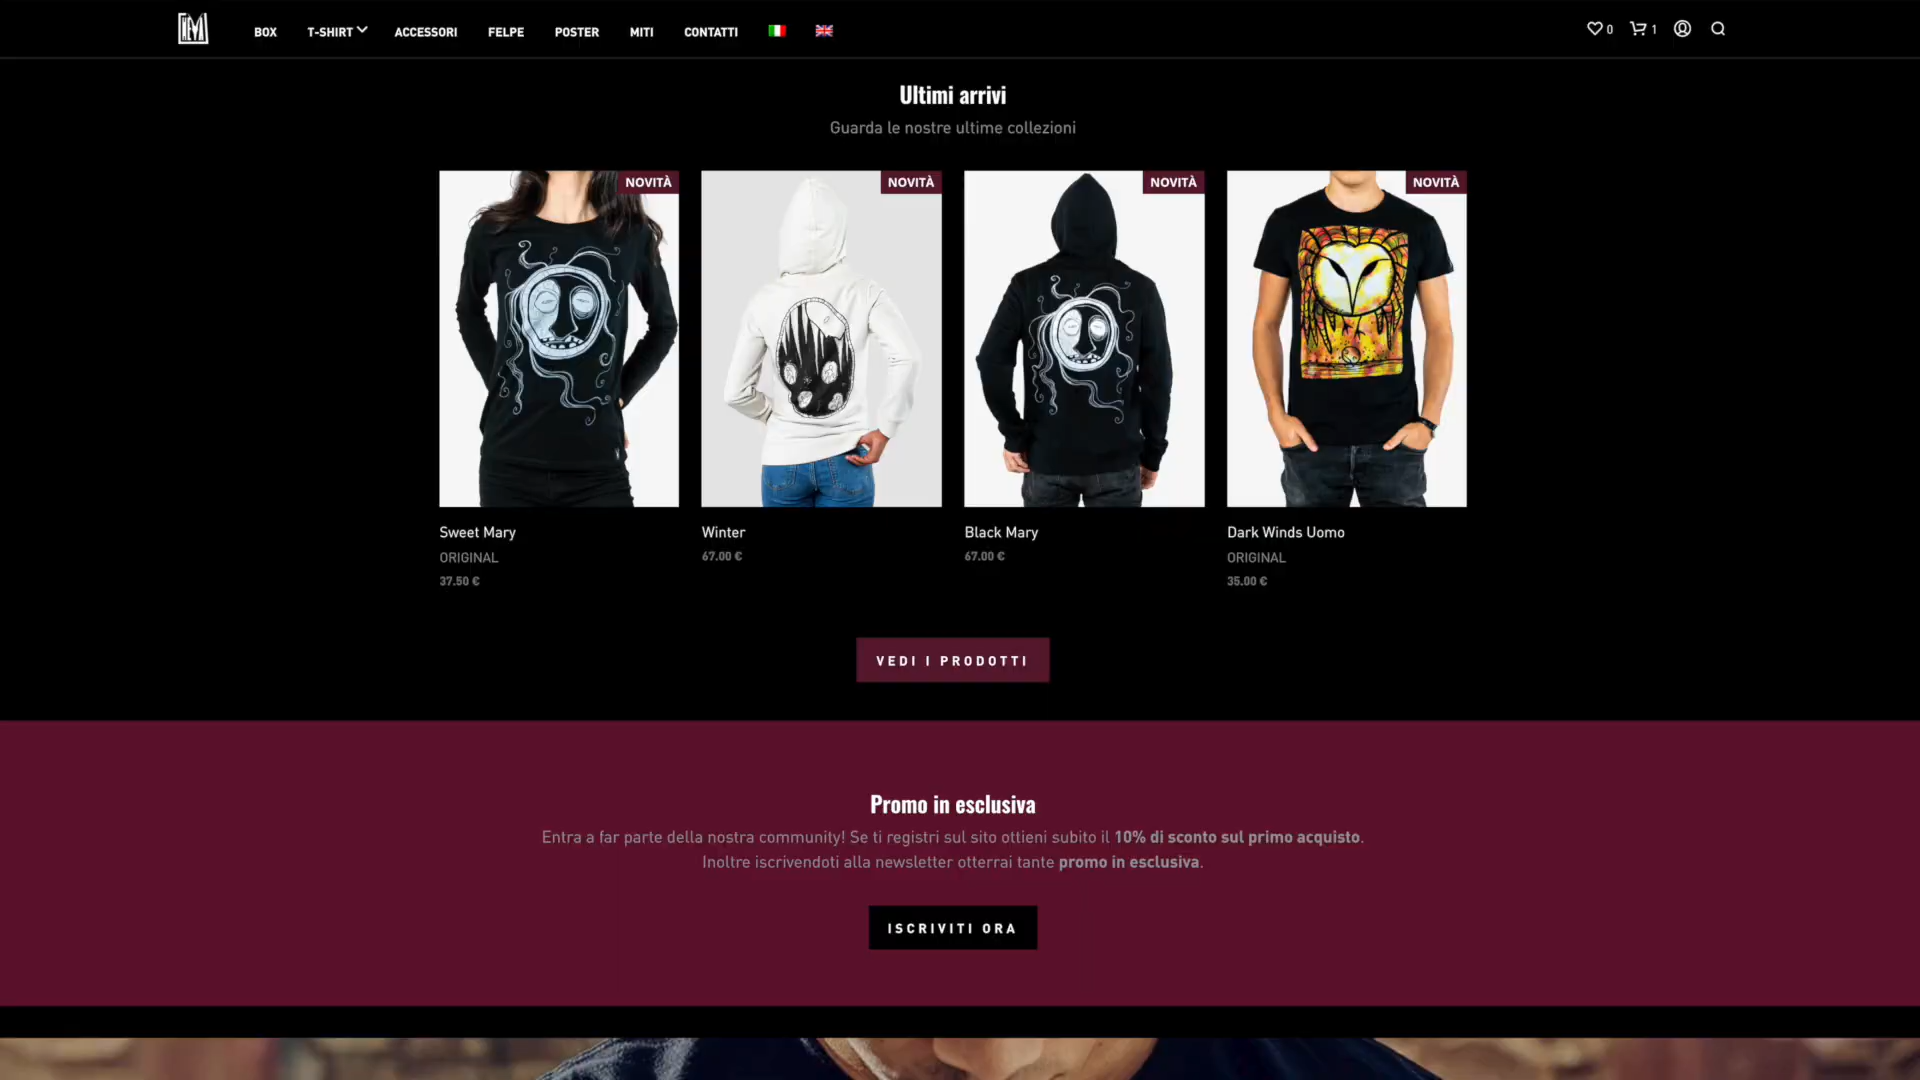 BOX T-SHIRT ACCESSORI FELPE POSTER MITI CONTATTI 0 1
Ultimi arrivi
Guarda le nostre ultime collezioni
NOVITÀ NOVITÀ NOVITÀ NOVITÀ
Sweet Mary
ORIGINAL
37.50 €
Winter
67.00 €
Black Mary
67.00 €
Dark Winds Uomo
ORIGINAL
35.00 €
VEDI I PRODOTTI
Promo in esclusiva
Entra a far parte della nostra community! Se ti registri sul sito ottieni subito il 10% di sconto sul primo acquisto.
Inoltre iscrivendoti alla newsletter otterrai tante promo in esclusiva.
ISCRIVITI ORA